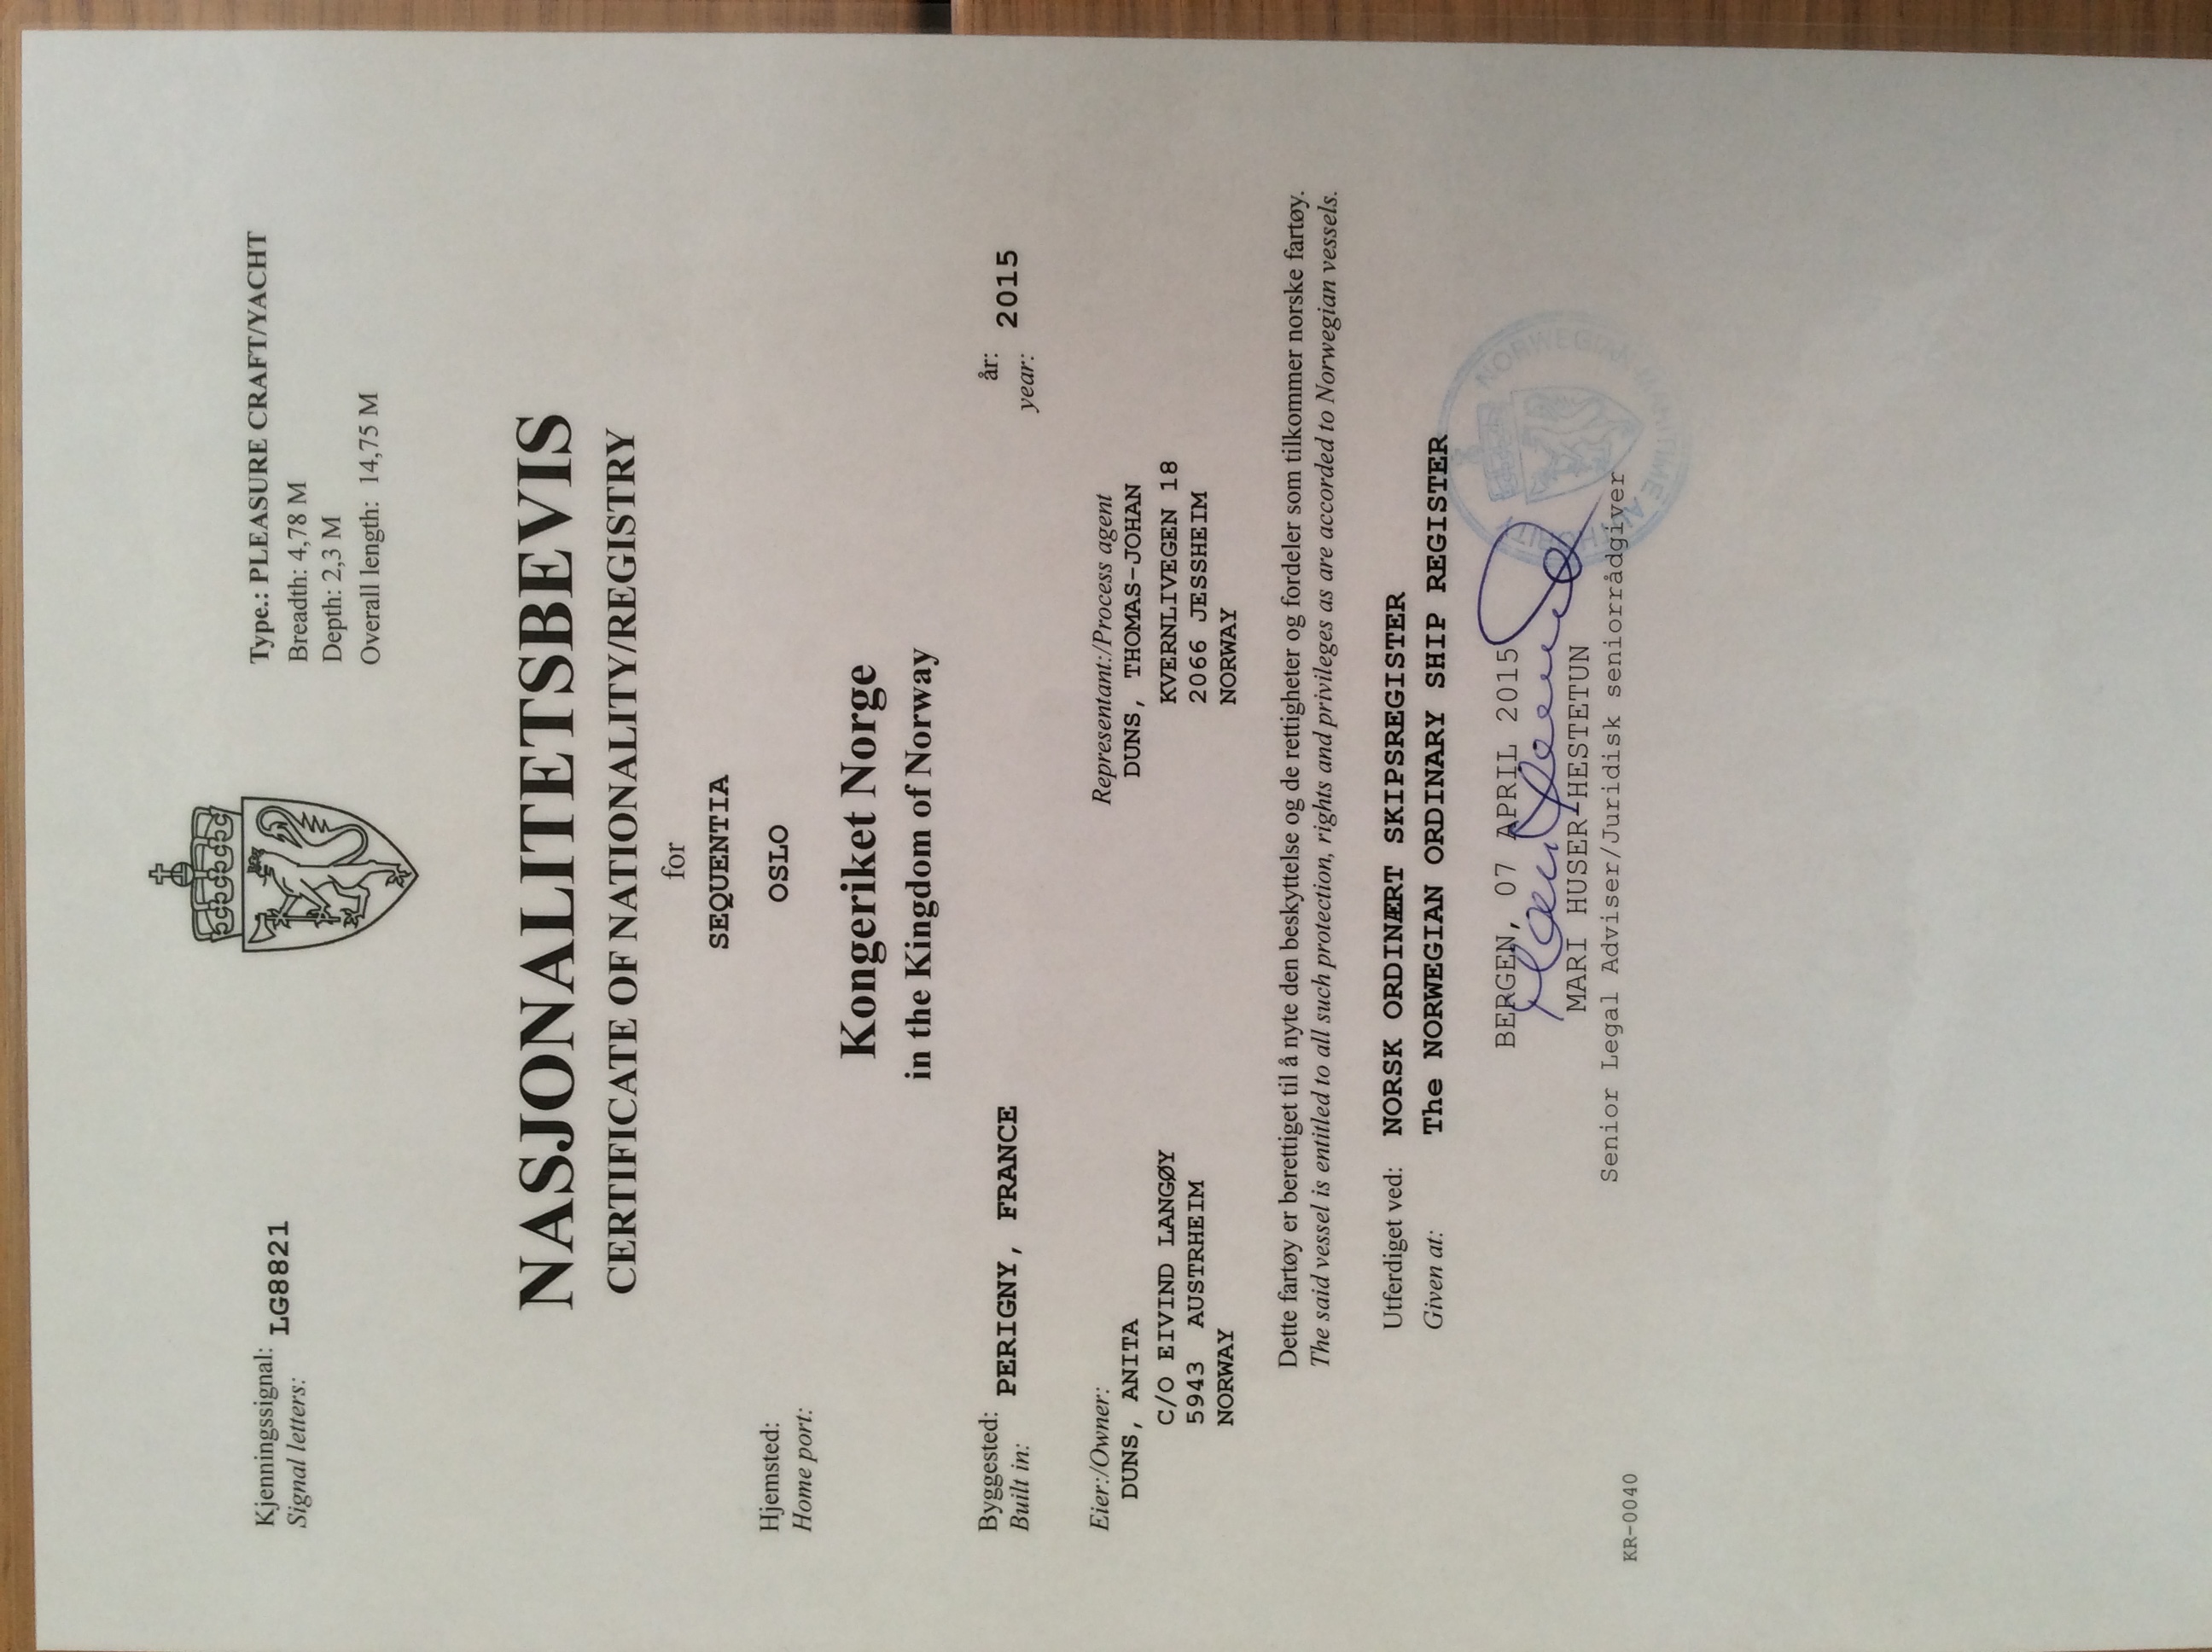 Kjenningssignal: LG8821
Signal letters:
Type.: PLEASURE CRAFT/YACHT
Breadth: 4,78 M
Depth: 2,3 M
Overall length: 14,75 M
NASJONALITETSBEVIS
CERTIFICATE OF NATIONALITY/REGISTRY
for
SEQUENTIA
Hjemsted: OSLO
Home port:
Kongeriket Norge
in the Kingdom of Norway
Byggested: PERIGNY, FRANCE
Built in:
år: 2015
year:
Eier:/Owner:
DUNS, ANITA
C/O EIVIND LANGØY
5943 AUSTRHEIM
NORWAY
Representant:/Process agent
DUNS, THOMAS-JOHAN
KVERNLIVEGEN 18
2066 JESSHEIM
NORWAY
Dette fartøy er berettiget til å nyte den beskyttelse og de rettigheter og fordeler som tilkommer norske fartøy.
The said vessel is entitled to all such protection, rights and privileges as are accorded to Norwegian vessels.
Utferdiget ved: NORSK ORDINÆRT SKIPSREGISTER
Given at: The NORWEGIAN ORDINARY SHIP REGISTER
BERGEN, 07 APRIL 2015
MARI HUSER-HESTETUN
Senior Legal Adviser/Juridisk seniorrådgiver
KR-0040